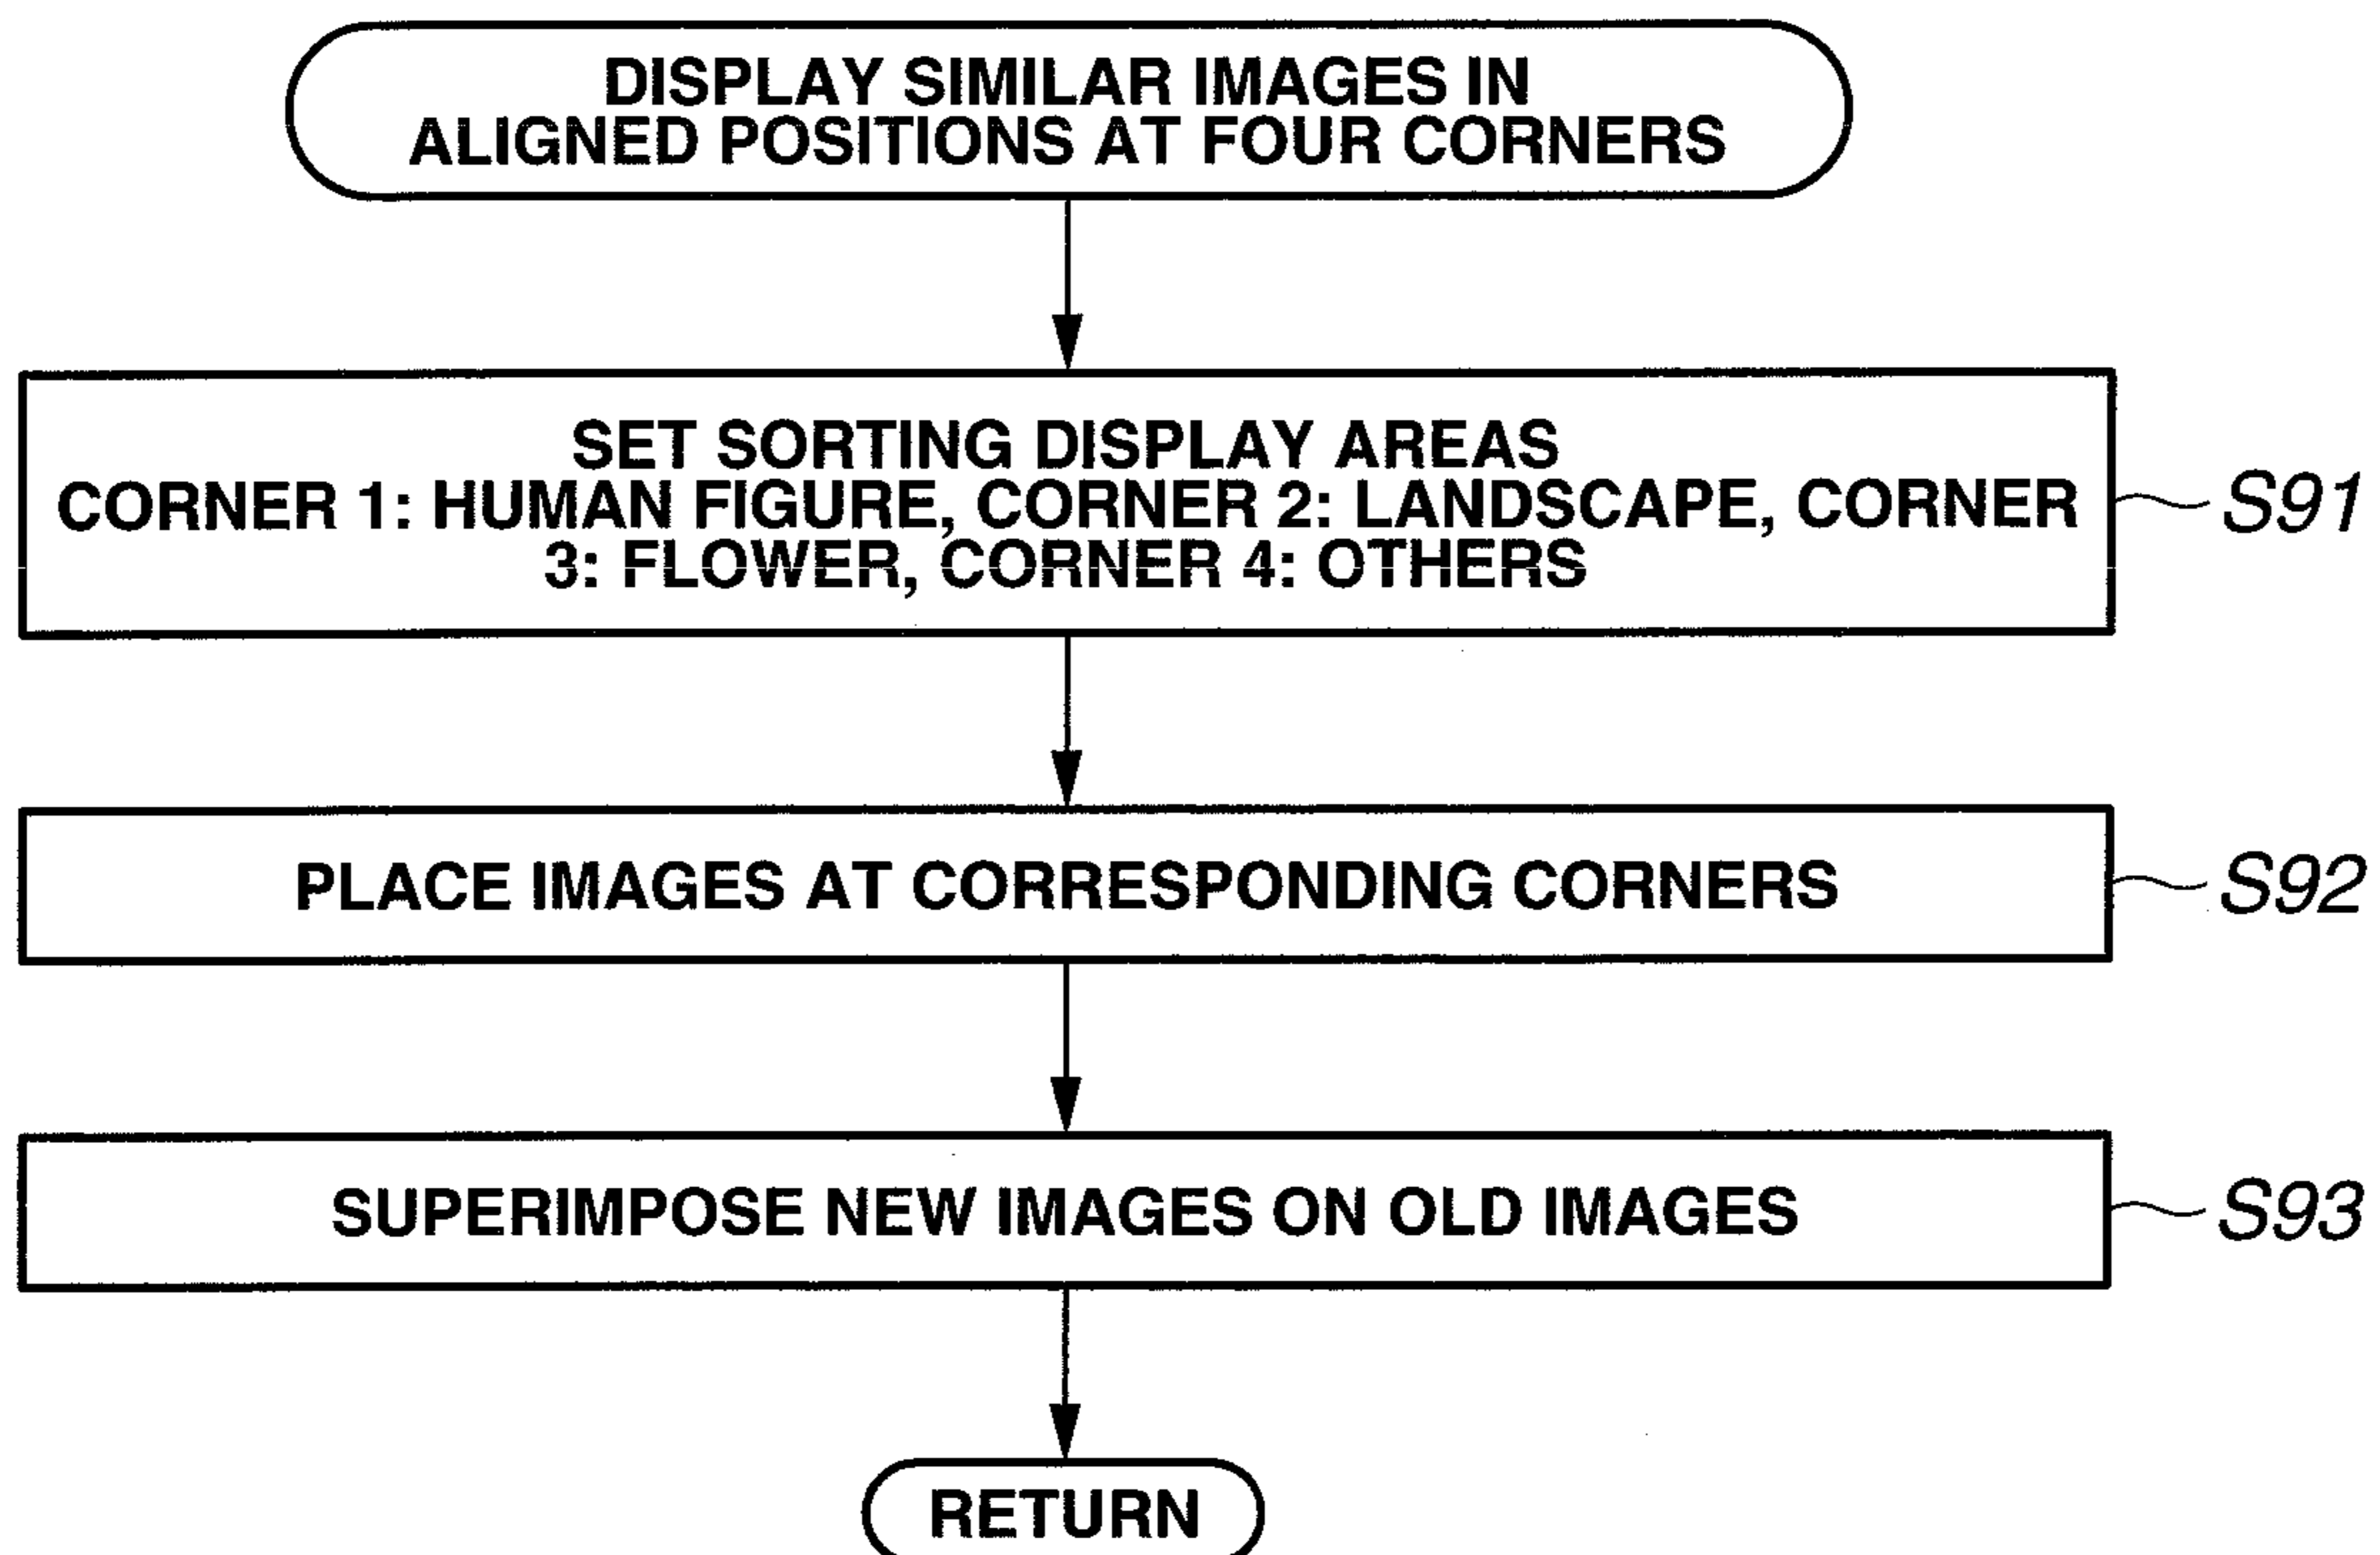 DISPLAY SIMILAR IMAGES IN
ALIGNED POSITIONS AT FOUR CORNERS
SET SORTING DISPLAY AREAS
CORNER 1: HUMAN FIGURE, CORNER 2: LANDSCAPE, CORNER
3: FLOWER, CORNER 4: OTHERS
S91
PLACE IMAGES AT CORRESPONDING CORNERS
S92
SUPERIMPOSE NEW IMAGES ON OLD IMAGES
S93
RETURN